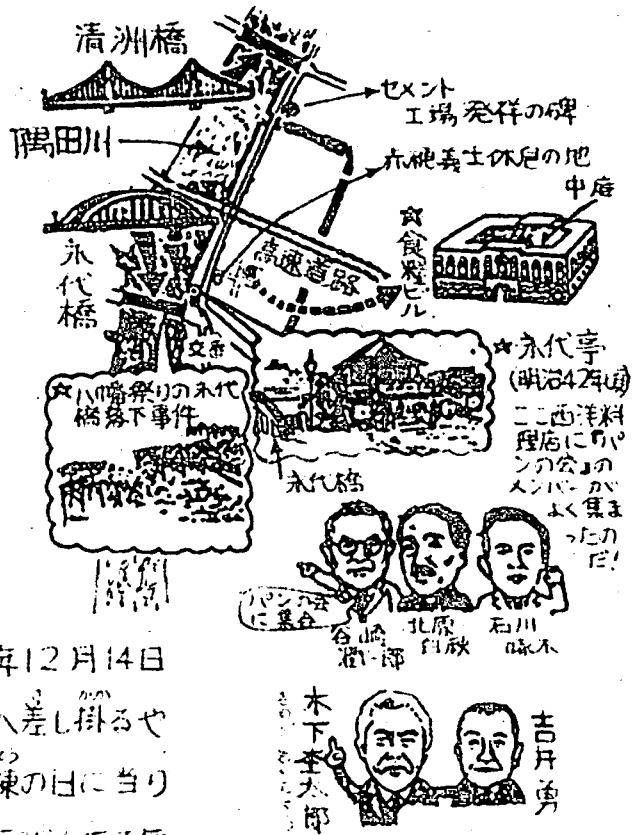 清洲橋
セメント
工場発祥の碑
隅田川
赤穂義士休息の地
中庭
☆食糧ビル
高速道路
永代橋
交番
☆永代亭
(明治42年頃)
ここ西洋料
理店に『パ
ンの会』の
メンバーが
よく集ま
ったの
だ!
☆八幡祭りの永代
橋落下事件
永代橋
パンの会
に集合
谷崎
潤一郎
北原
白秋
石川
啄木
木下杢太郎
吉井勇
年12月14日
へ差し掛るや
かか
棟の日に当り